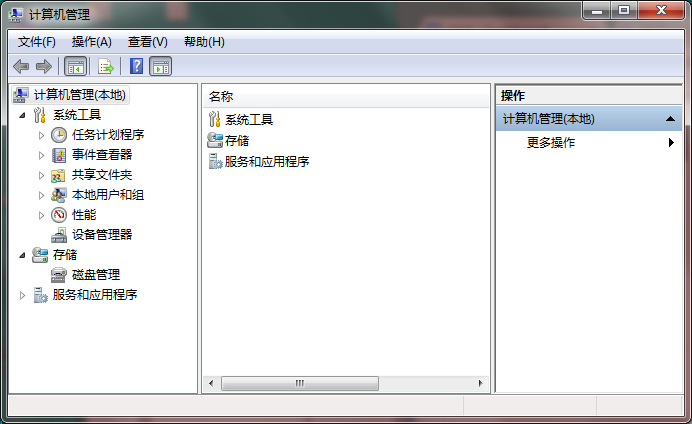 计算机管理
文件(F) 操作(A) 查看(V) 帮助(H)
计算机管理(本地)
系统工具
任务计划程序
事件查看器
共享文件夹
本地用户和组
性能
设备管理器
存储
磁盘管理
服务和应用程序
名称
系统工具
存储
服务和应用程序
操作
计算机管理(本地)
更多操作